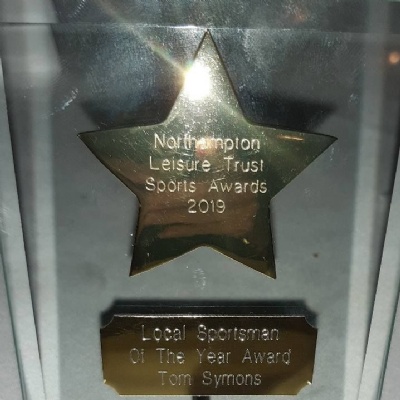 Northampton
Leisure Trust
Sports Awards
2019
Local Sportsman
Of The Year Award
Tom Symons